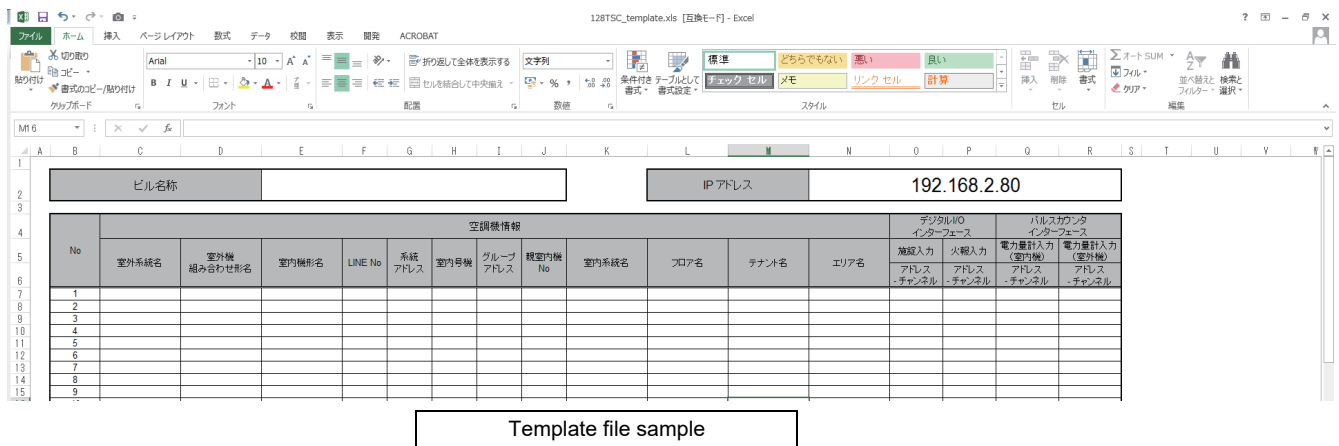 128TSC_template.xls [互換モード] - Excel
ファイル ホーム 挿入 ページ レイアウト 数式 データ 校閲 表示 開発 ACROBAT
切り取り
コピー
書式のコピー/貼り付け
貼り付け
クリップボード
Arial 10
B I U
フォント
折り返して全体を表示する
セルを結合して中央揃え
配置
文字列
数値
条件付き書式
テーブルとして書式設定
標準 どちらでもない 悪い 良い
チェック セル メモ リンク セル 計算
スタイル
挿入 削除 書式
セル
オート SUM
フィル
クリア
並べ替えと フィルター
検索と 選択
編集
M16
A B C D E F G H I J K L M N O P Q R S T U V W
1
2 ビル名称 IP アドレス 192.168.2.80
3
4 空調機情報 デジタルI/O インターフェース パルスカウンタ インターフェース
5 No 室外系統名 室外機 組み合わせ形名 室内機形名 LINE No 系統 アドレス 室内号機 グループ アドレス 親室内機 No 室内系統名 フロア名 テナント名 エリア名 施錠入力 火報入力 電力量計入力 (室内機) 電力量計入力 (室外機)
6 アドレス -チャンネル アドレス -チャンネル アドレス -チャンネル アドレス -チャンネル
7 1
8 2
9 3
10 4
11 5
12 6
13 7
14 8
15 9
Template file sample